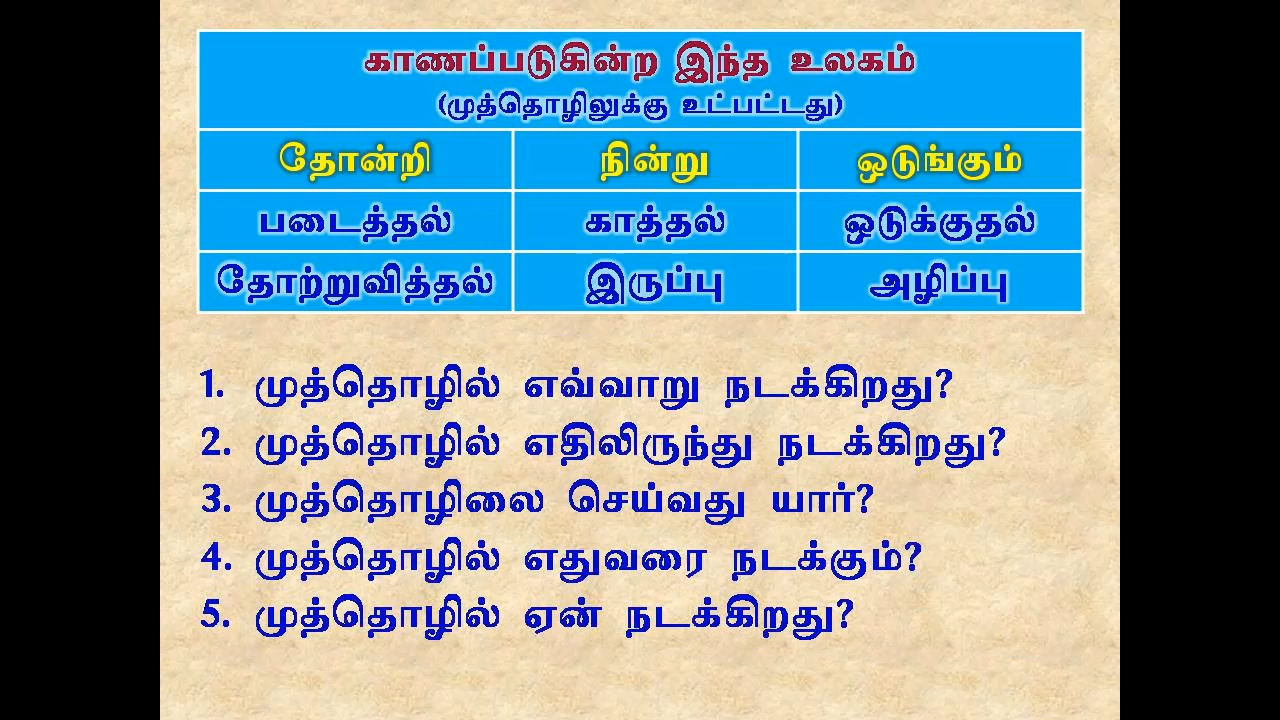 காணப்படுகின்ற இந்த உலகம்
(முத்தொழிலுக்கு உட்பட்டது)
தோன்றி நின்று ஒடுங்கும்
படைத்தல் காத்தல் ஒடுக்குதல்
தோற்றுவித்தல் இருப்பு அழிப்பு
1. முத்தொழில் எவ்வாறு நடக்கிறது?
2. முத்தொழில் எதிலிருந்து நடக்கிறது?
3. முத்தொழிலை செய்வது யார்?
4. முத்தொழில் எதுவரை நடக்கும்?
5. முத்தொழில் ஏன் நடக்கிறது?